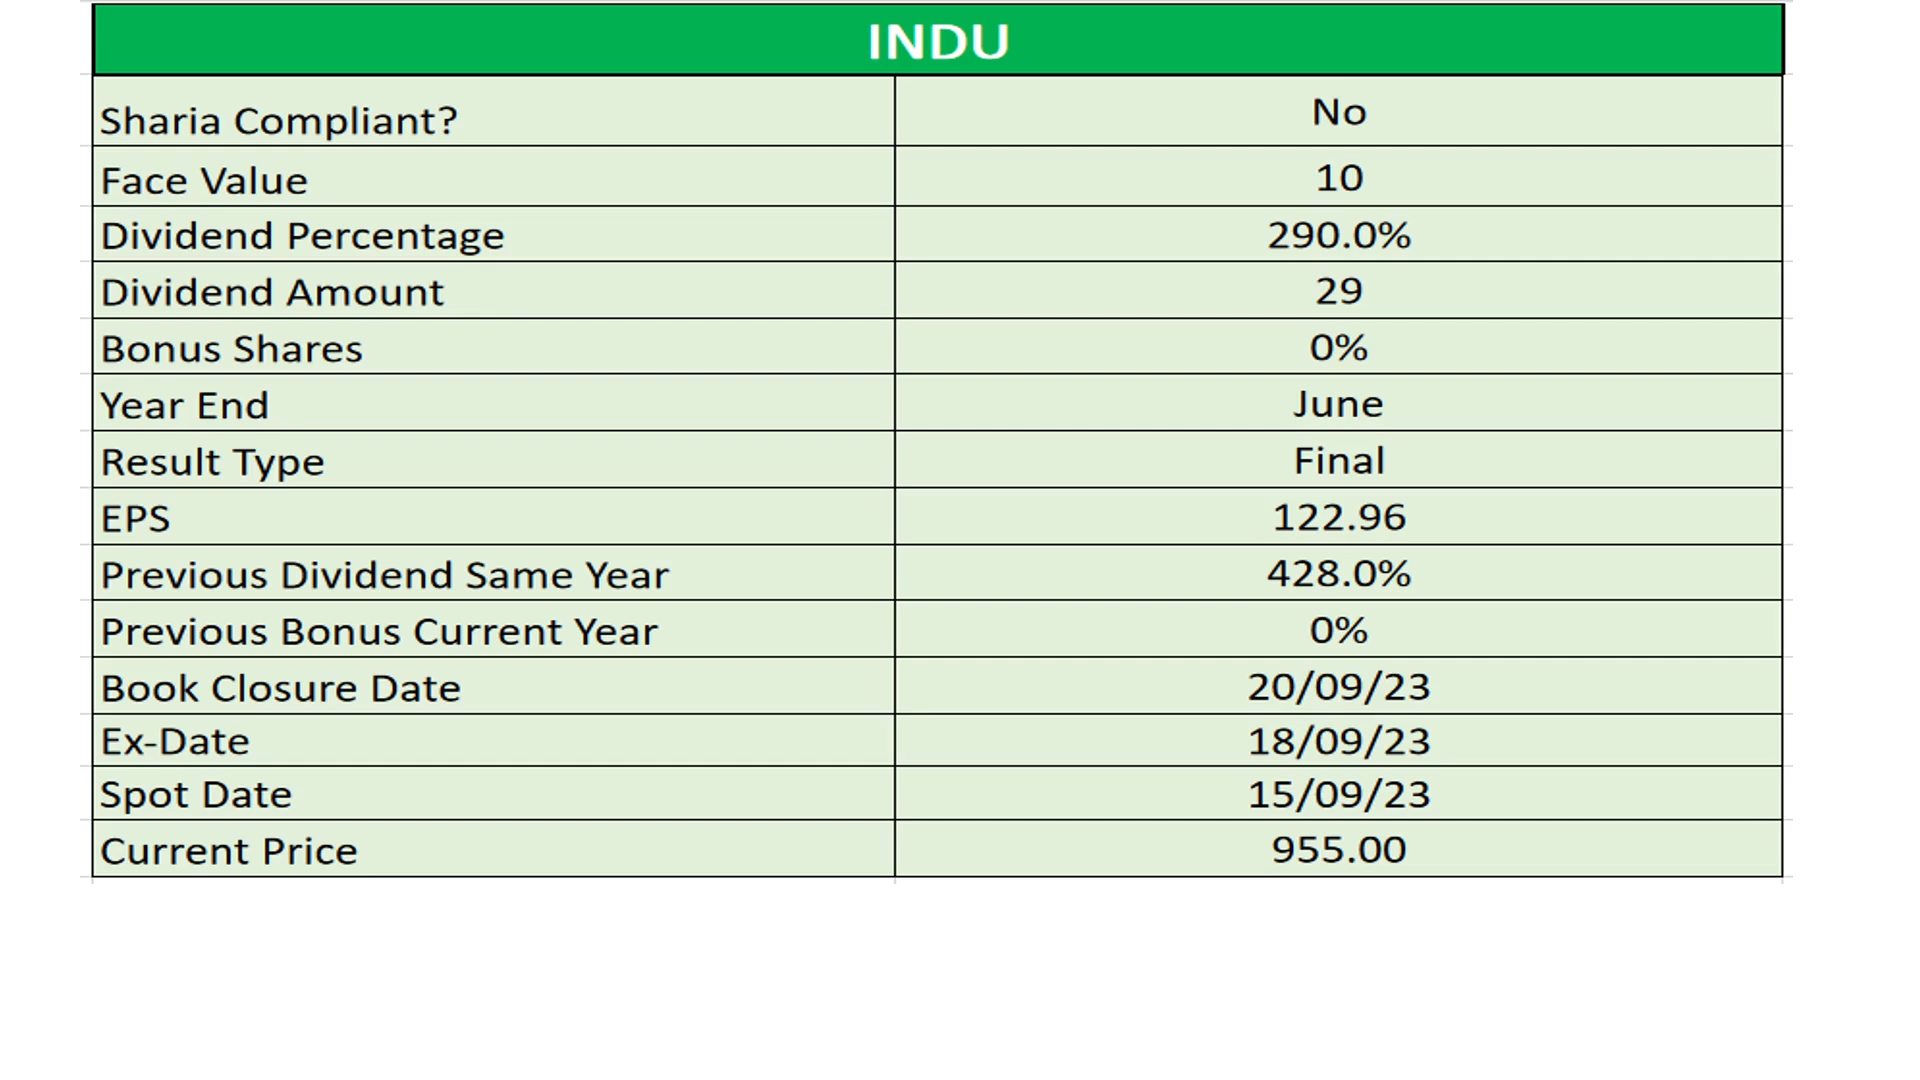 INDU
Sharia Compliant? No
Face Value 10
Dividend Percentage 290.0%
Dividend Amount 29
Bonus Shares 0%
Year End June
Result Type Final
EPS 122.96
Previous Dividend Same Year 428.0%
Previous Bonus Current Year 0%
Book Closure Date 20/09/23
Ex-Date 18/09/23
Spot Date 15/09/23
Current Price 955.00